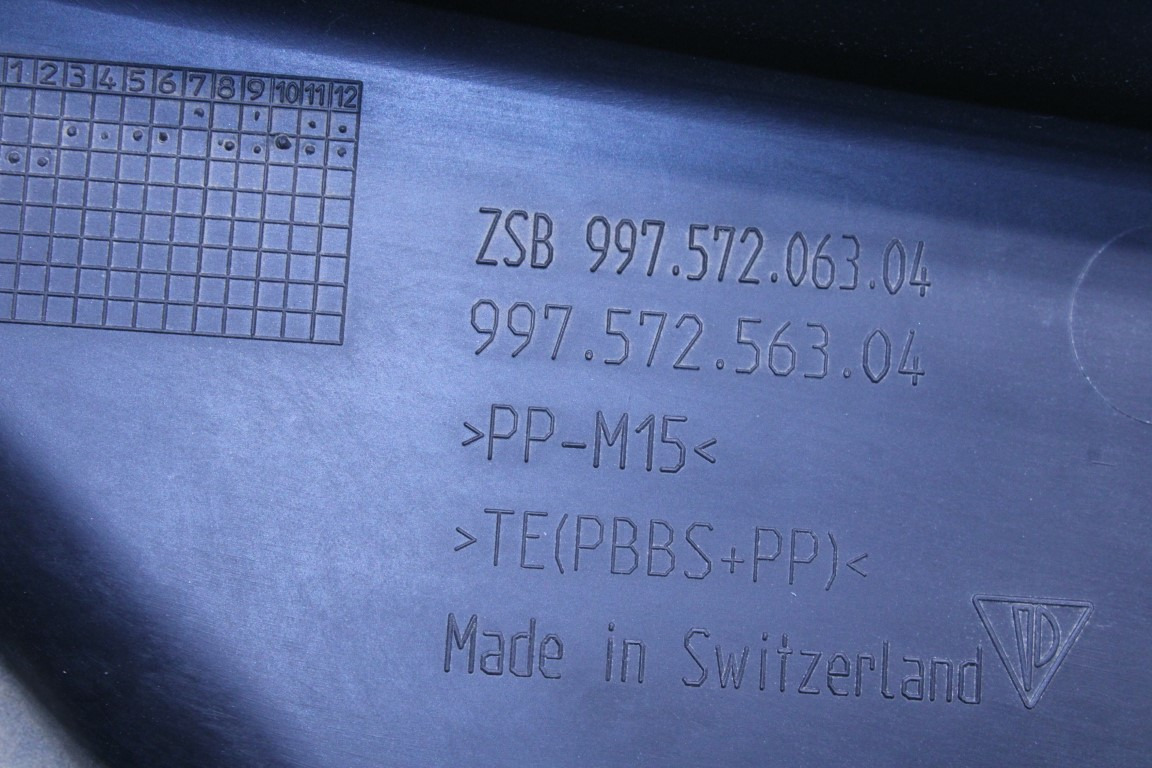 1 2 3 4 5 6 7 8 9 10 11 12
ZSB 997.572.063.04
997.572.563.04
>PP-M15<
>TE(PBBS+PP)<
Made in Switzerland